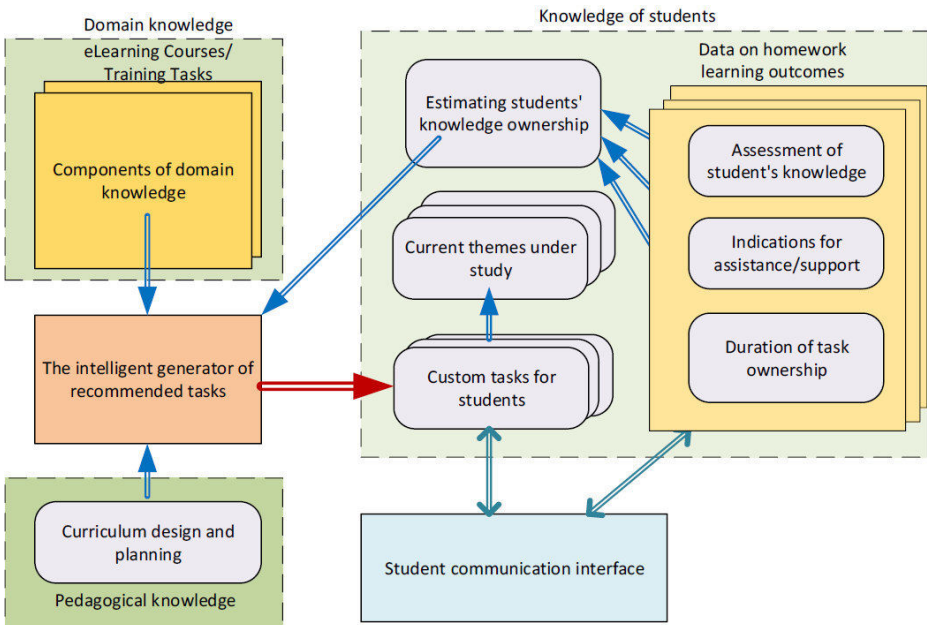 Domain knowledge
eLearning Courses/
Training Tasks
Components of domain
knowledge
The intelligent generator of
recommended tasks
Curriculum design and
planning
Pedagogical knowledge
Knowledge of students
Estimating students'
knowledge ownership
Current themes under
study
Custom tasks for
students
Data on homework
learning outcomes
Assessment of
student's knowledge
Indications for
assistance/support
Duration of task
ownership
Student communication interface